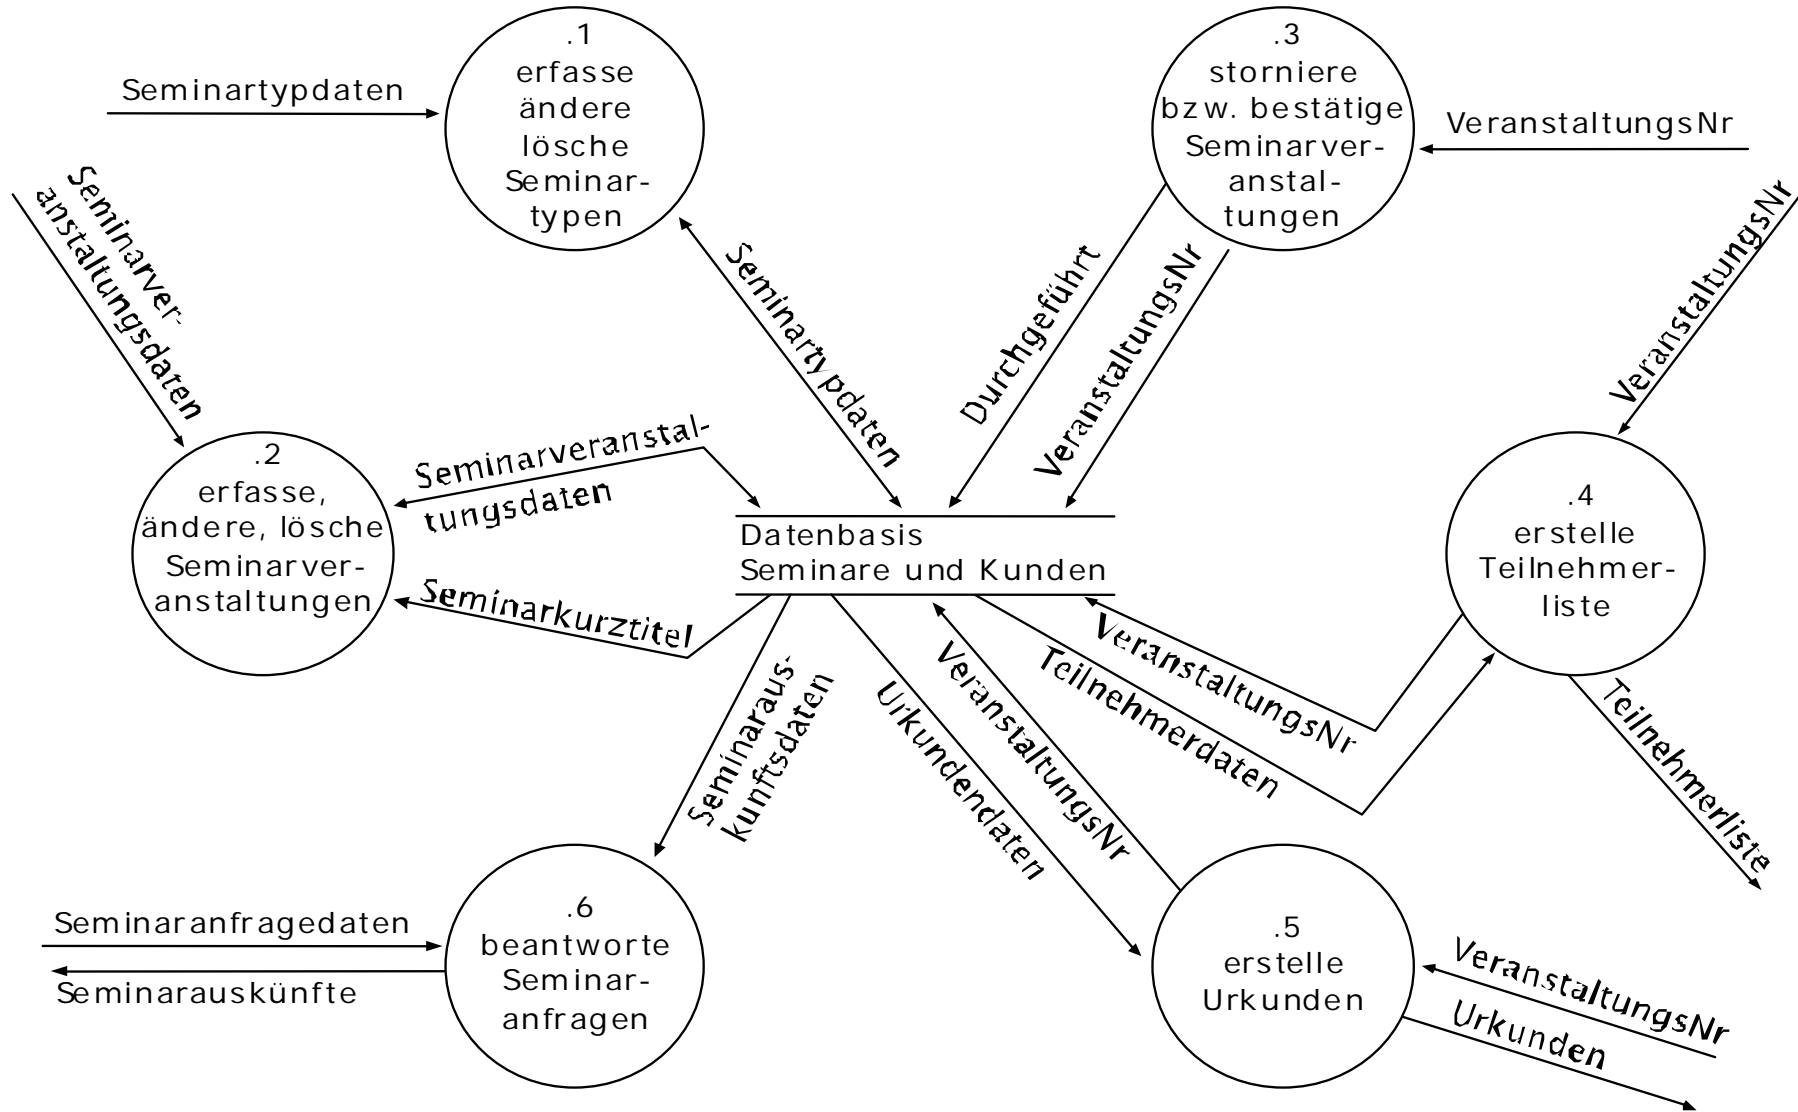 .1
erfasse
ändere
lösche
Seminar-
typen
Seminartypdaten
.3
storniere
bzw. bestätige
Seminarver-
anstal-
tungen
VeranstaltungsNr
Seminarver-
anstaltungsdaten
Seminartypdaten
Durchgeführt
VeranstaltungsNr
VeranstaltungsNr
.2
erfasse,
ändere, lösche
Seminarver-
anstaltungen
Seminarveranstal-
tungsdaten
Seminarkurztitel
Datenbasis
Seminare und Kunden
.4
erstelle
Teilnehmer-
liste
VeranstaltungsNr
Teilnehmerdaten
Teilnehmerliste
Seminaraus-
kunftsdaten
Urkundendaten
VeranstaltungsNr
.6
beantworte
Seminar-
anfragen
Seminaranfragedaten
Seminarauskünfte
.5
erstelle
Urkunden
VeranstaltungsNr
Urkunden